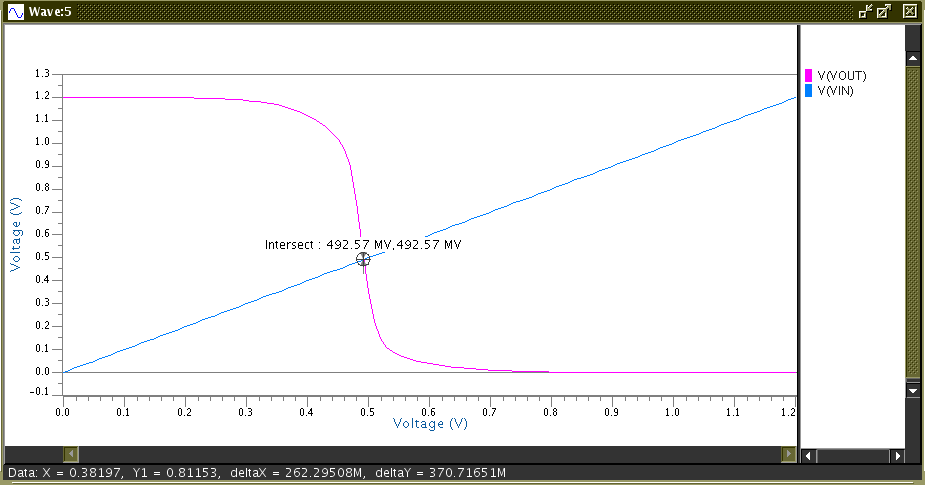 Wave:5
V(VOUT)
V(VIN)
1.3
1.2
1.1
1.0
0.9
0.8
0.7
0.6
0.5
0.4
0.3
0.2
0.1
0.0
-0.1
Voltage (V)
Intersect : 492.57 MV,492.57 MV
0.0 0.1 0.2 0.3 0.4 0.5 0.6 0.7 0.8 0.9 1.0 1.1 1.2
Voltage (V)
Data: X = 0.38197, Y1 = 0.81153, deltaX = 262.29508M, deltaY = 370.71651M